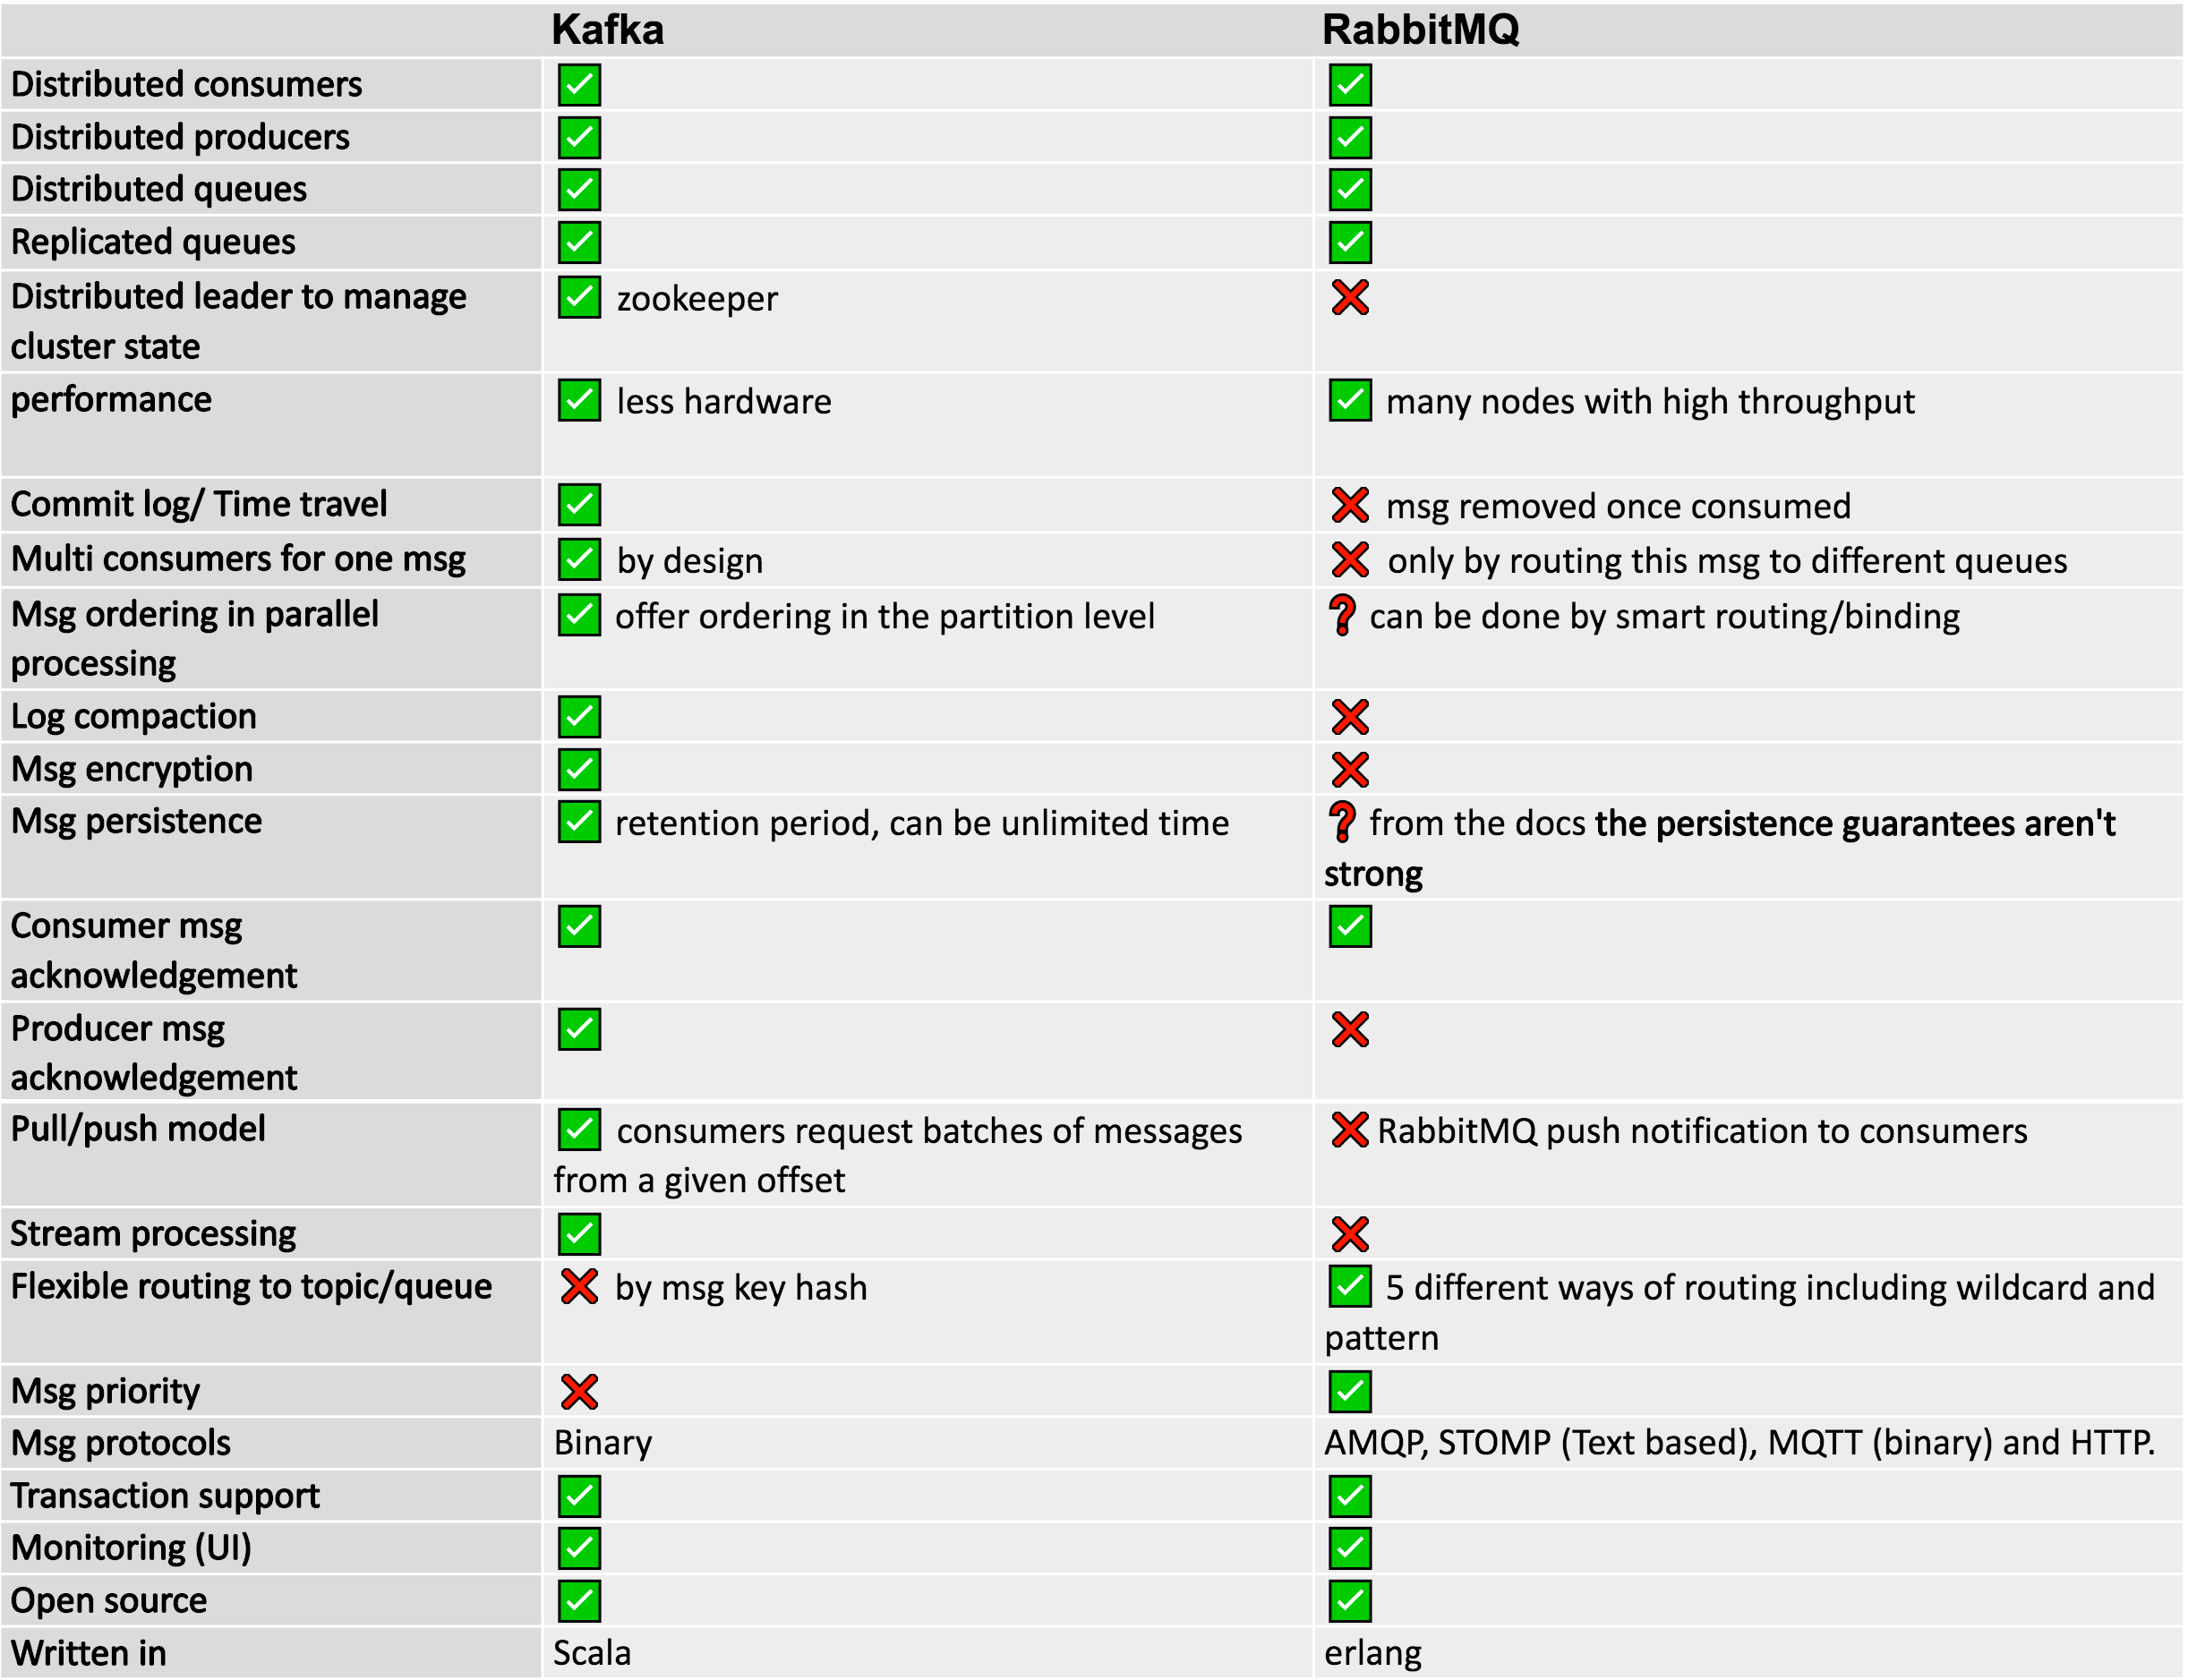 Kafka RabbitMQ
Distributed consumers ✓ ✓
Distributed producers ✓ ✓
Distributed queues ✓ ✓
Replicated queues ✓ ✓
Distributed leader to manage ✓ zookeeper ❌
cluster state
performance ✓ less hardware ✓ many nodes with high throughput
Commit log/ Time travel ✓ ❌ msg removed once consumed
Multi consumers for one msg ✓ by design ❌ only by routing this msg to different queues
Msg ordering in parallel ✓ offer ordering in the partition level ❓ can be done by smart routing/binding
processing
Log compaction ✓ ❌
Msg encryption ✓ ❌
Msg persistence ✓ retention period, can be unlimited time ❓ from the docs the persistence guarantees aren't
strong
Consumer msg ✓ ✓
acknowledgement
Producer msg ✓ ❌
acknowledgement
Pull/push model ✓ consumers request batches of messages ❌ RabbitMQ push notification to consumers
from a given offset
Stream processing ✓ ❌
Flexible routing to topic/queue ❌ by msg key hash ✓ 5 different ways of routing including wildcard and
pattern
Msg priority ❌ ✓
Msg protocols Binary AMQP, STOMP (Text based), MQTT (binary) and HTTP.
Transaction support ✓ ✓
Monitoring (UI) ✓ ✓
Open source ✓ ✓
Written in Scala erlang